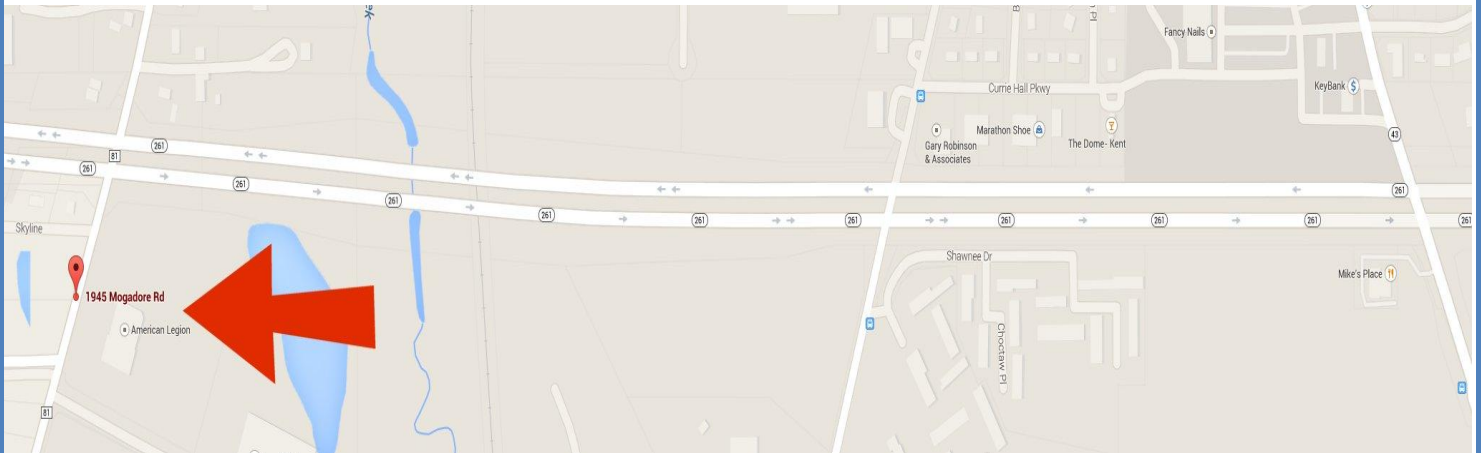 Fancy Nails
KeyBank
Currie Hall Pkwy
Marathon Shoe
The Dome- Kent
Gary Robinson
& Associates
43
81
261
261
261
261
261
261
261
261
261
261
261
261
261
Skyline
Shawnee Dr
Mike's Place
1945 Mogadore Rd
American Legion
Choctaw Pl
81